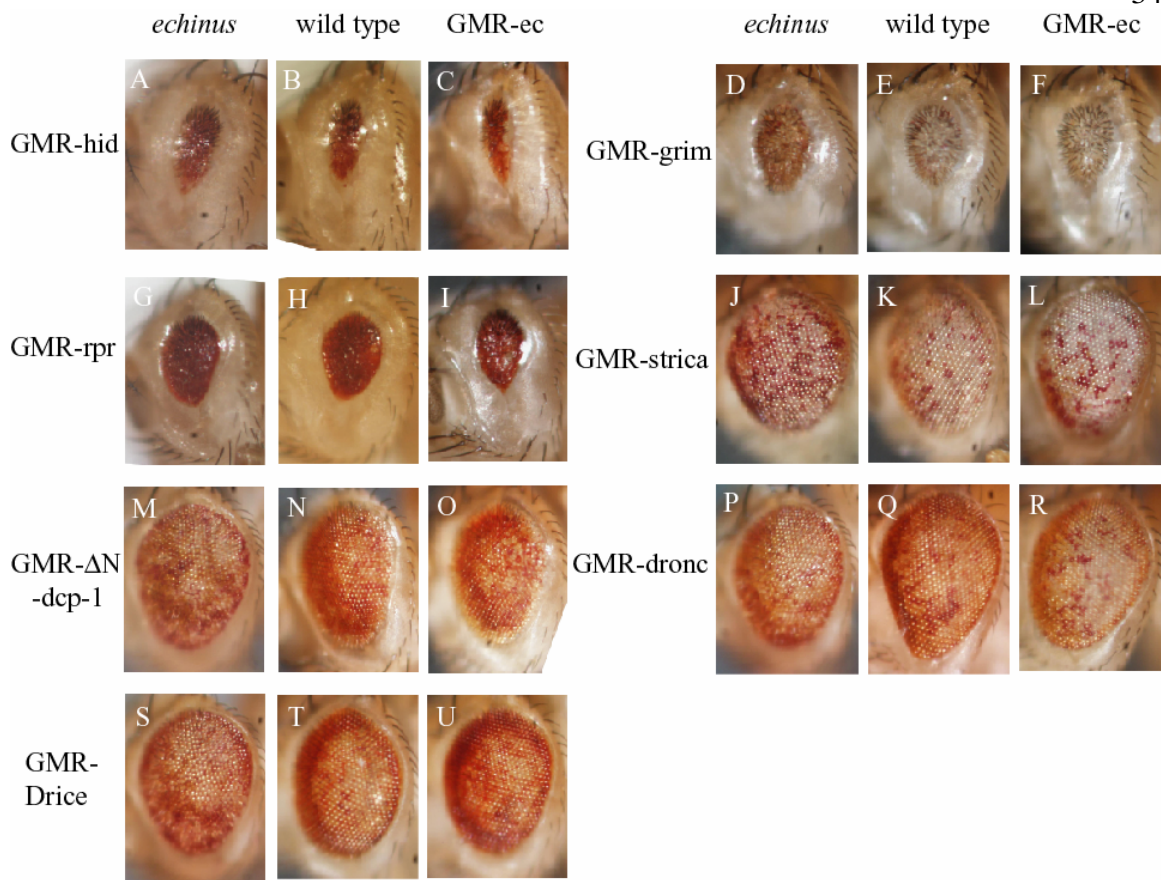 echinus wild type GMR-ec echinus wild type GMR-ec
A B C D E F
GMR-hid GMR-grim
G H I J K L
GMR-rpr GMR-strica
M N O P Q R
GMR-ΔN
-dcp-1
GMR-dronc
S T U
GMR-
Drice